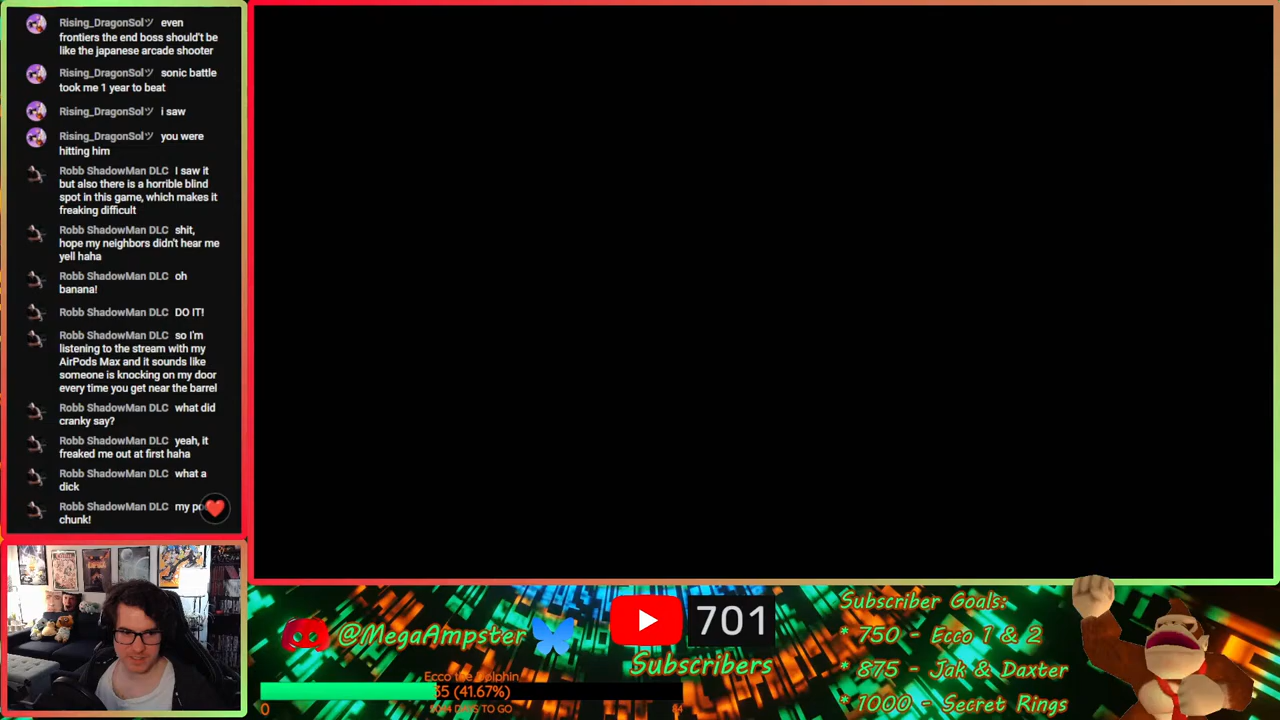 Rising_DragonSolツ even
frontiers the end boss should't be
like the japanese arcade shooter
Rising_DragonSolツ sonic battle
took me 1 year to beat
Rising_DragonSolツ i saw
Rising_DragonSolツ you were
hitting him
Robb ShadowMan DLC I saw it
but also there is a horrible blind
spot in this game, which makes it
freaking difficult
Robb ShadowMan DLC shit,
hope my neighbors didn't hear me
yell haha
Robb ShadowMan DLC oh
banana!
Robb ShadowMan DLC DO IT!
Robb ShadowMan DLC so I'm
listening to the stream with my
AirPods Max and it sounds like
someone is knocking on my door
every time you get near the barrel
Robb ShadowMan DLC what did
cranky say?
Robb ShadowMan DLC yeah, it
freaked me out at first haha
Robb ShadowMan DLC what a
dick
Robb ShadowMan DLC my
chunk!
@MegaAmpster
701
Subscribers
Ecco the Dolphin
35 (41.67%)
DAYS TO GO
0
84
Subscriber Goals:
* 750 - Ecco 1 & 2
* 875 - Jak & Daxter
* 1000 - Secret Rings